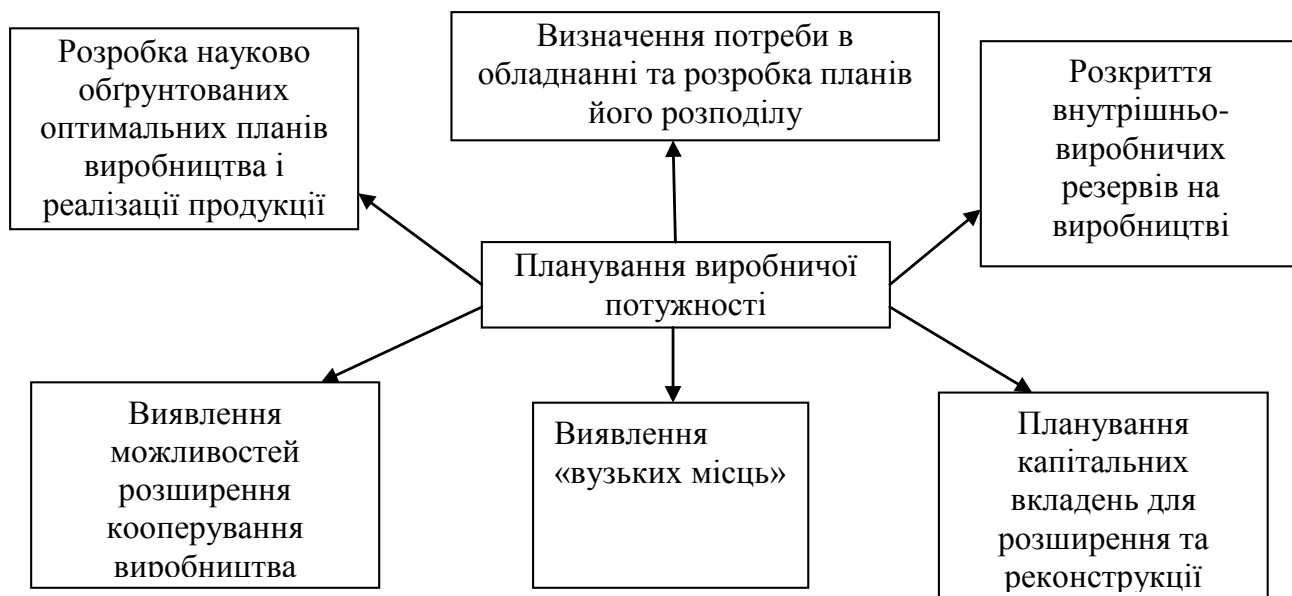 Розробка науково
обґрунтованих
оптимальних планів
виробництва і
реалізації продукції
Визначення потреби в
обладнанні та розробка планів
його розподілу
Розкриття
внутрішньо-
виробничих
резервів на
виробництві
Планування виробничої
потужності
Виявлення
можливостей
розширення
кооперування
виробництва
Виявлення
«вузьких місць»
Планування
капітальних
вкладень для
розширення та
реконструкції